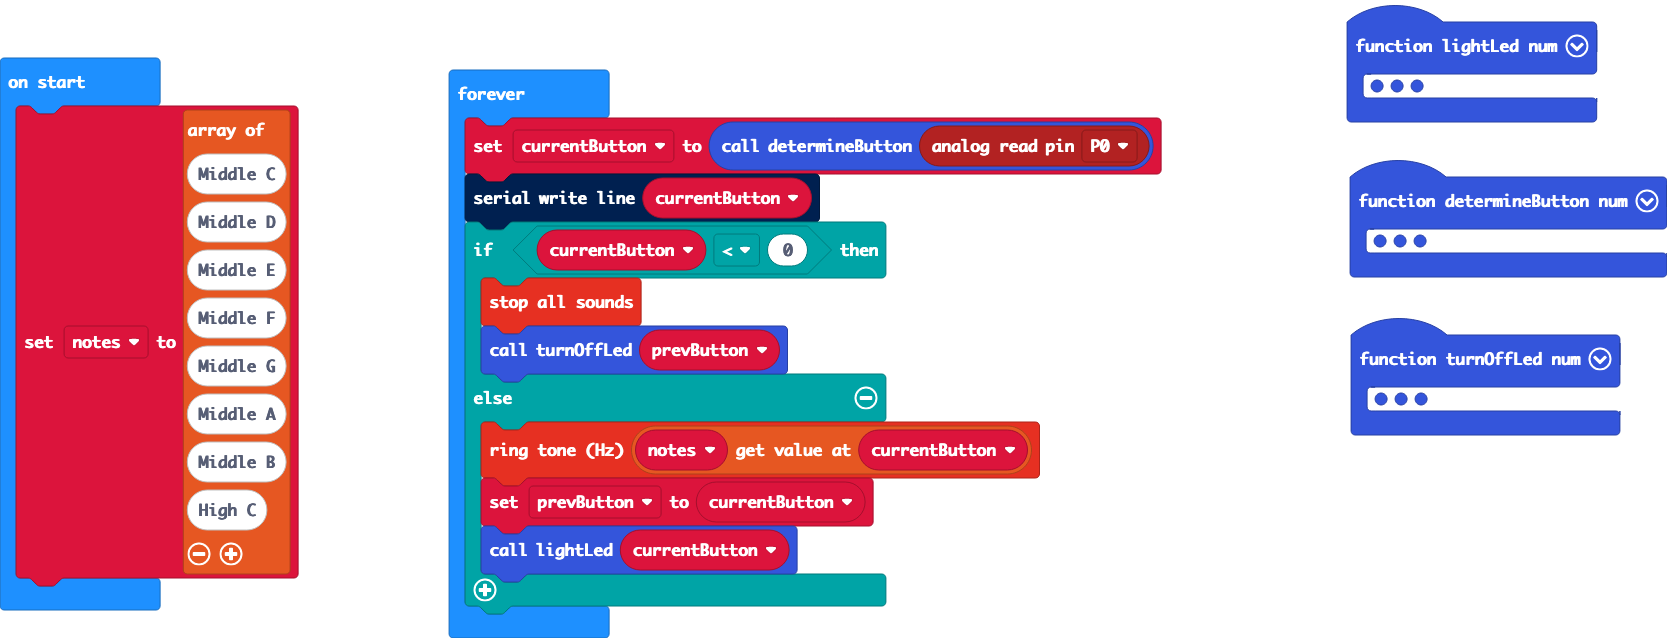 on start
set notes to
array of
Middle C
Middle D
Middle E
Middle F
Middle G
Middle A
Middle B
High C
forever
set currentButton to call determineButton analog read pin P0
serial write line currentButton
if currentButton < 0 then
stop all sounds
call turnOffLed prevButton
else
ring tone (Hz) notes get value at currentButton
set prevButton to currentButton
call lightLed currentButton
function lightLed num
function determineButton num
function turnOffLed num